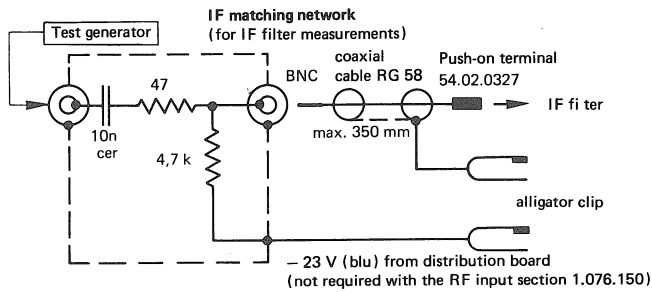 IF matching network
Test generator
(for IF filter measurements)
coaxial
cable RG 58
Push-on terminal
54.02.0327
BNC
47
IF fi ter
10n
cer
max. 350 mm
4,7 k
alligator clip
– 23 V (blu) from distribution board
(not required with the RF input section 1.076.150)